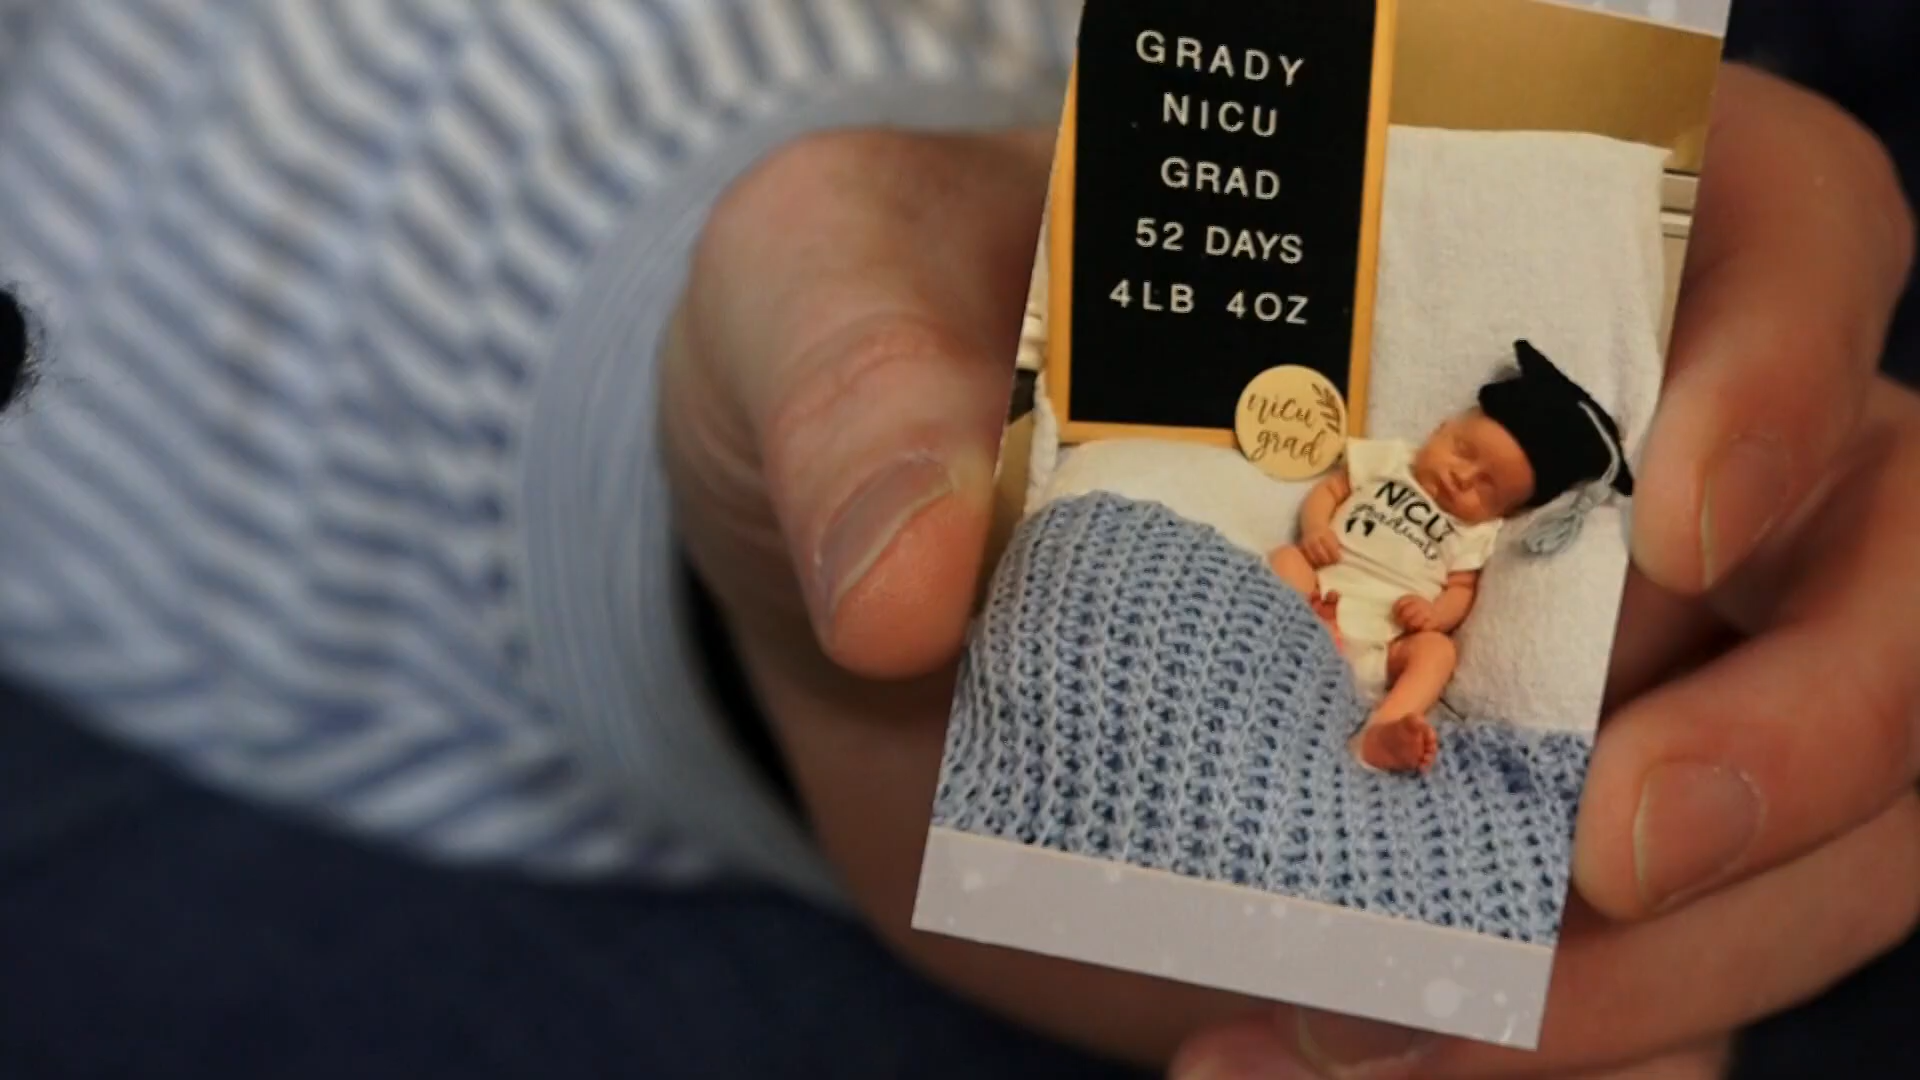 GRADY
NICU
GRAD
52 DAYS
4LB 4OZ
nicu
grad
NICU